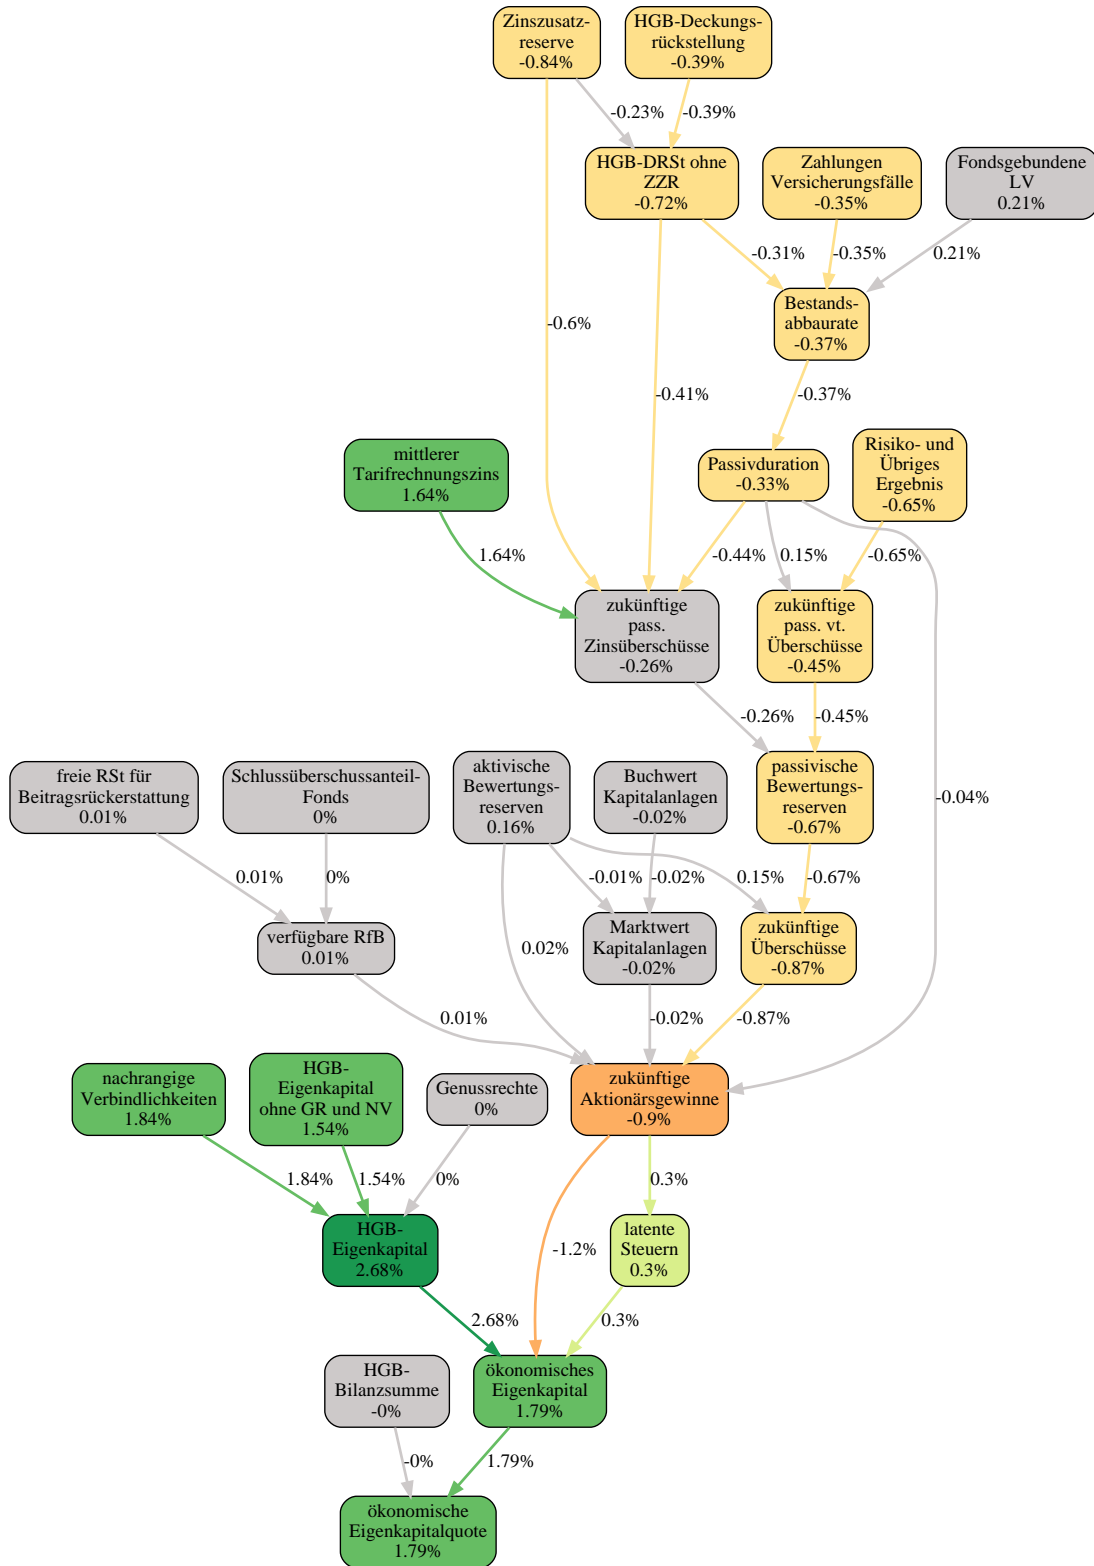 Zinszusatz-
reserve
-0.84%
HGB-Deckungs-
rückstellung
-0.39%
-0.23%
-0.39%
HGB-DRSt ohne
ZZR
-0.72%
Zahlungen
Versicherungsfälle
-0.35%
Fondsgebundene
LV
0.21%
-0.31%
-0.35%
0.21%
Bestands-
abbaurate
-0.37%
-0.6%
-0.41%
-0.37%
mittlerer
Tarifrechnungszins
1.64%
Passivduration
-0.33%
Risiko- und
Übriges
Ergebnis
-0.65%
1.64%
-0.44%
0.15%
-0.65%
zukünftige
pass.
Zinsüberschüsse
-0.26%
zukünftige
pass. vt.
Überschüsse
-0.45%
-0.26%
-0.45%
-0.04%
freie RSt für
Beitragsrückerstattung
0.01%
Schlussüberschussanteil-
Fonds
0%
aktivische
Bewertungs-
reserven
0.16%
Buchwert
Kapitalanlagen
-0.02%
passivische
Bewertungs-
reserven
-0.67%
0.01%
0%
-0.01%
-0.02%
0.15%
-0.67%
verfügbare RfB
0.01%
0.02%
Marktwert
Kapitalanlagen
-0.02%
zukünftige
Überschüsse
-0.87%
0.01%
-0.02%
-0.87%
nachrangige
Verbindlichkeiten
1.84%
HGB-
Eigenkapital
ohne GR und NV
1.54%
Genussrechte
0%
zukünftige
Aktionärsgewinne
-0.9%
1.84%
1.54%
0%
0.3%
HGB-
Eigenkapital
2.68%
-1.2%
latente
Steuern
0.3%
2.68%
0.3%
HGB-
Bilanzsumme
-0%
ökonomisches
Eigenkapital
1.79%
-0%
1.79%
ökonomische
Eigenkapitalquote
1.79%